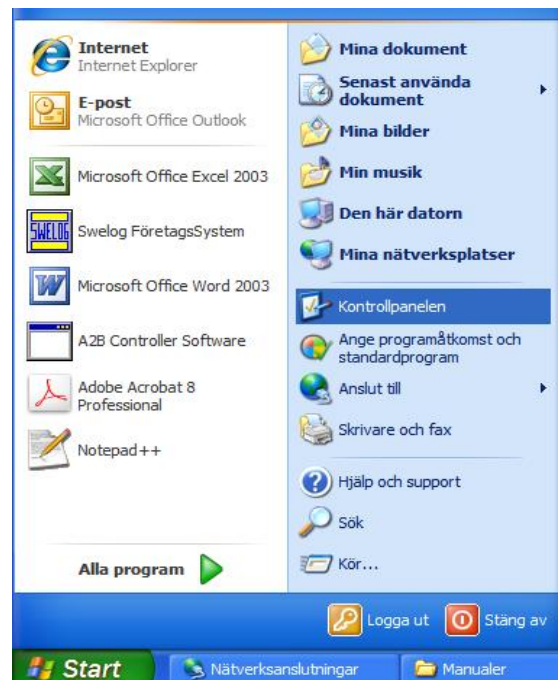 Internet
Internet Explorer
E-post
Microsoft Office Outlook
Microsoft Office Excel 2003
SWELOG
Swelog FöretagsSystem
Microsoft Office Word 2003
A2B Controller Software
Adobe Acrobat 8
Professional
Notepad++
Alla program
Mina dokument
Senast använda
dokument
Mina bilder
Min musik
Den här datorn
Mina nätverksplatser
Kontrollpanelen
Ange programåtkomst och
standardprogram
Anslut till
Skrivare och fax
Hjälp och support
Sök
Kör...
Logga ut
Stäng av
Start
Nätverksanslutningar
Manualer